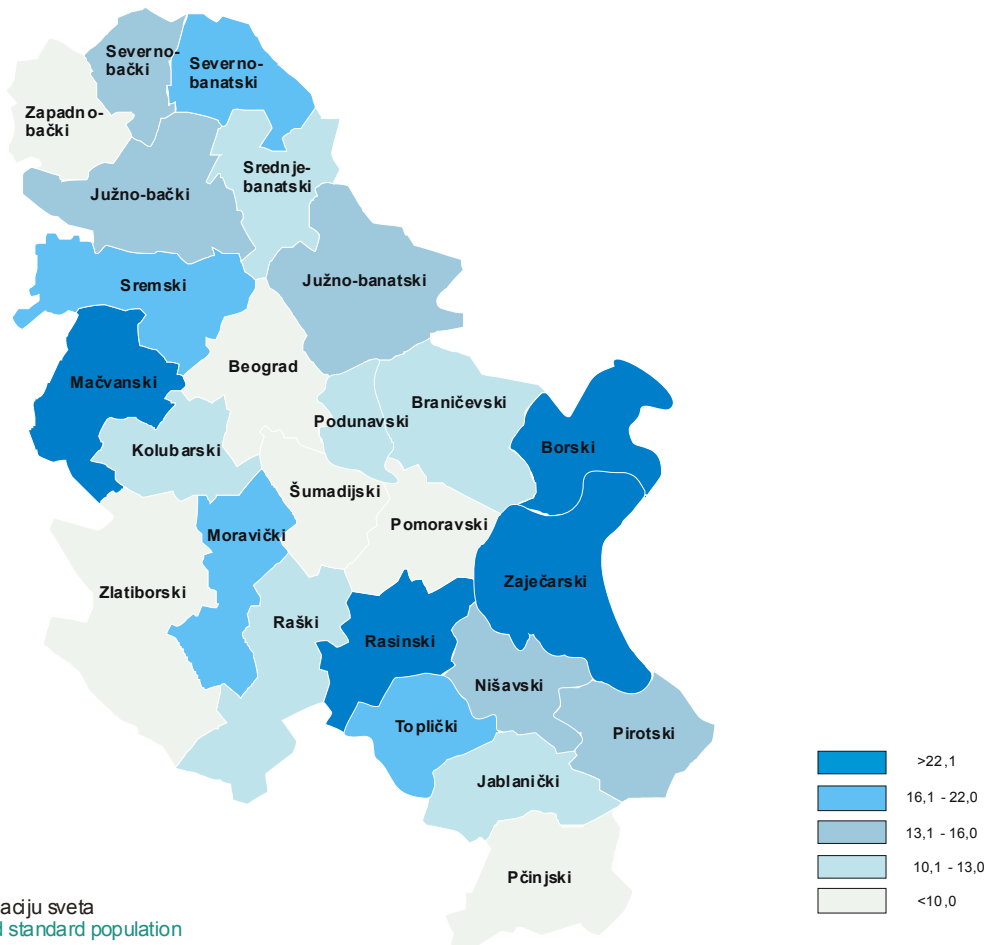 Severno-
bački
Severno-
banatski
Zapadno-
bački
Srednje-
banatski
Južno-bački
Južno-banatski
Sremski
Beograd
Mačvanski
Braničevski
Podunavski
Kolubarski
Borski
Šumadijski
Pomoravski
Moravički
Zaječarski
Zlatiborski
Raški
Rasinski
Nišavski
Toplički
Pirotski
Jablanički
Pčinjski
>22,1
16,1 - 22,0
13,1 - 16,0
10,1 - 13,0
<10,0
aciju sveta
d standard population